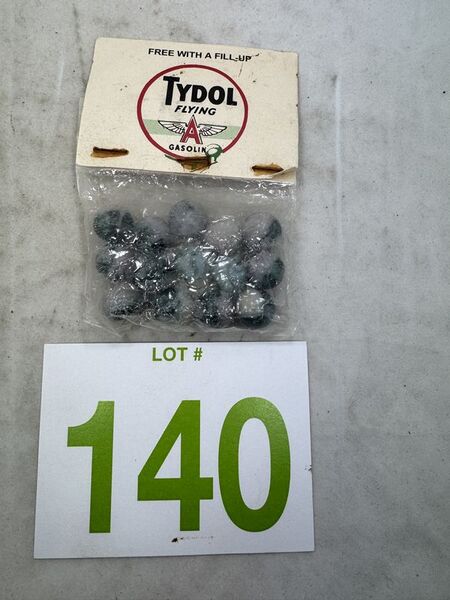 FREE WITH A FILL-UP
TYDOL
FLYING
A
GASOLINE
LOT #
140